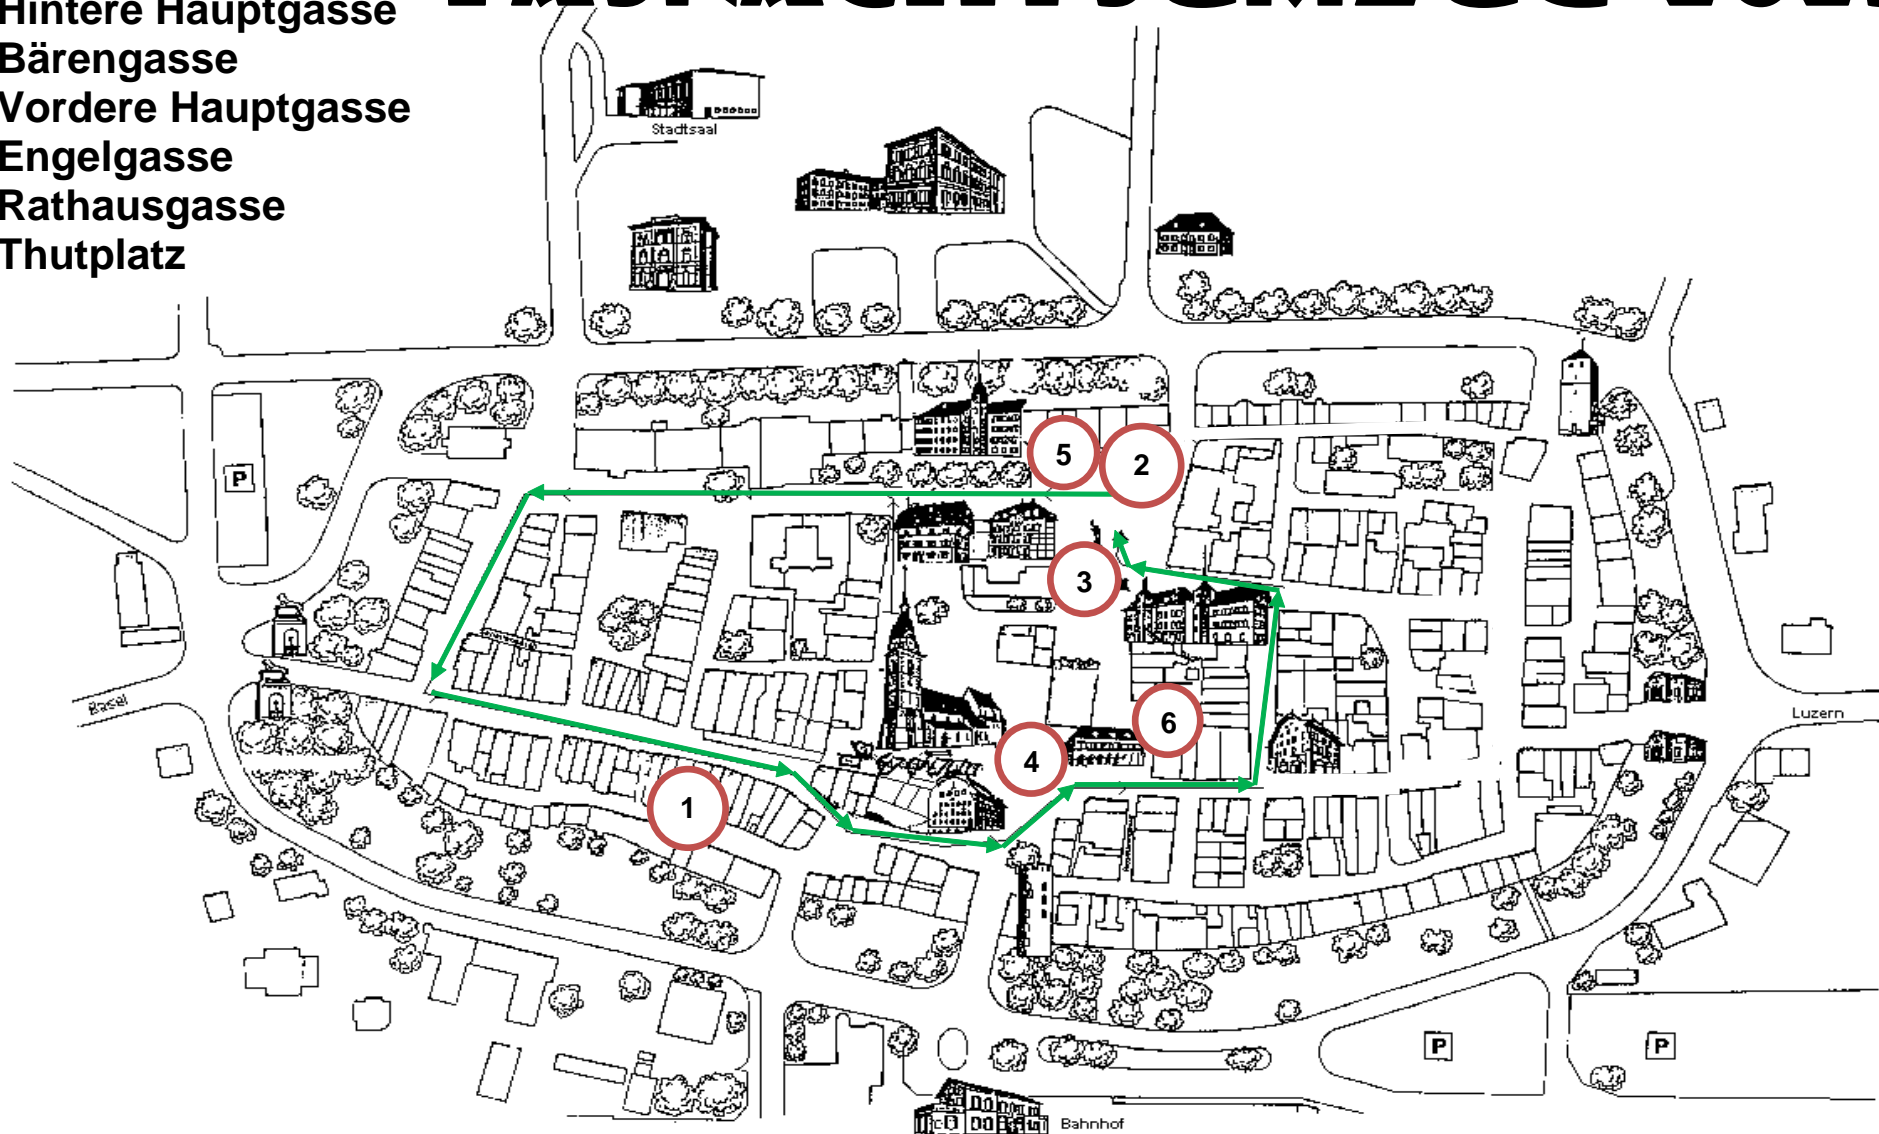 Hintere Hauptgasse
Bärengasse
Vordere Hauptgasse
Engelgasse
Rathausgasse
Thutplatz
Stadtsaal
P
5
2
3
Basel
6
Luzern
4
1
P
P
Bahnhof